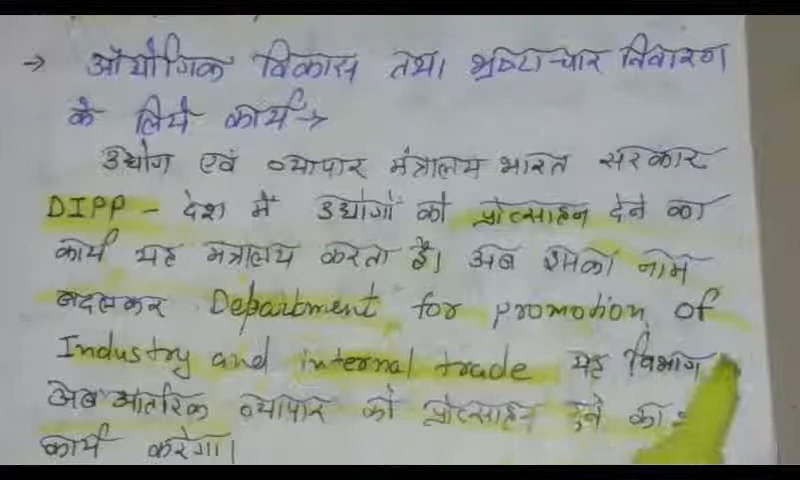 → औद्योगिक विकास तथा भ्रष्टाचार निवारण
के लिये कार्य →
उद्योग एवं व्यापार मंत्रालय भारत सरकार
DIPP - देश में उद्योगों को प्रोत्साहन देने का
कार्य यह मंत्रालय करता है। अब इसका नाम
बदलकर Department for promotion of
Industry and internal trade यह विभाग
अब आंतरिक व्यापार को प्रोत्साहन देने का
कार्य करेगा।